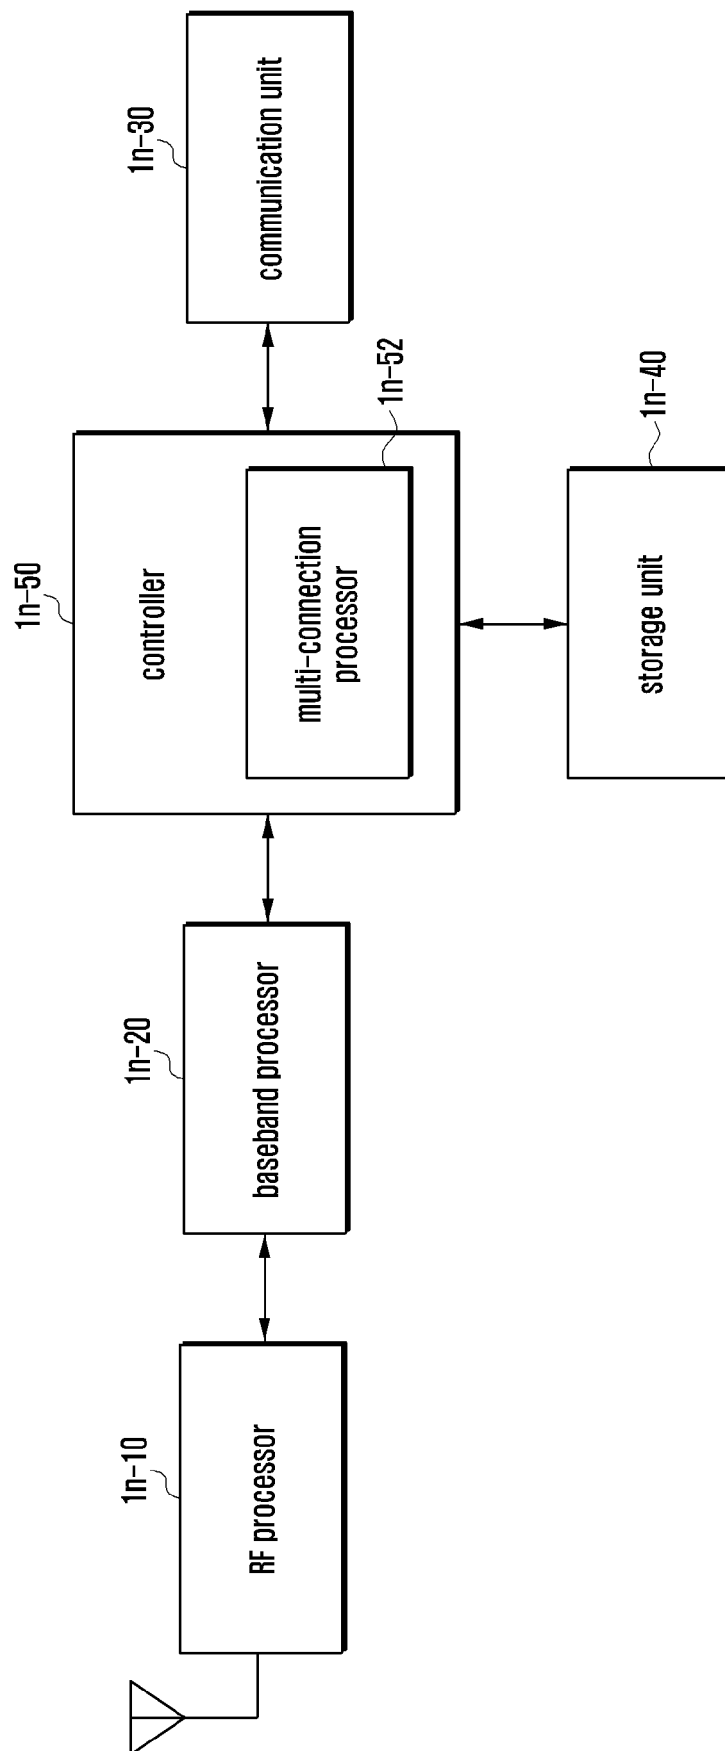 1n-10
RF processor
1n-20
baseband processor
1n-50
controller
multi-connection
processor
1n-52
1n-30
communication unit
1n-40
storage unit